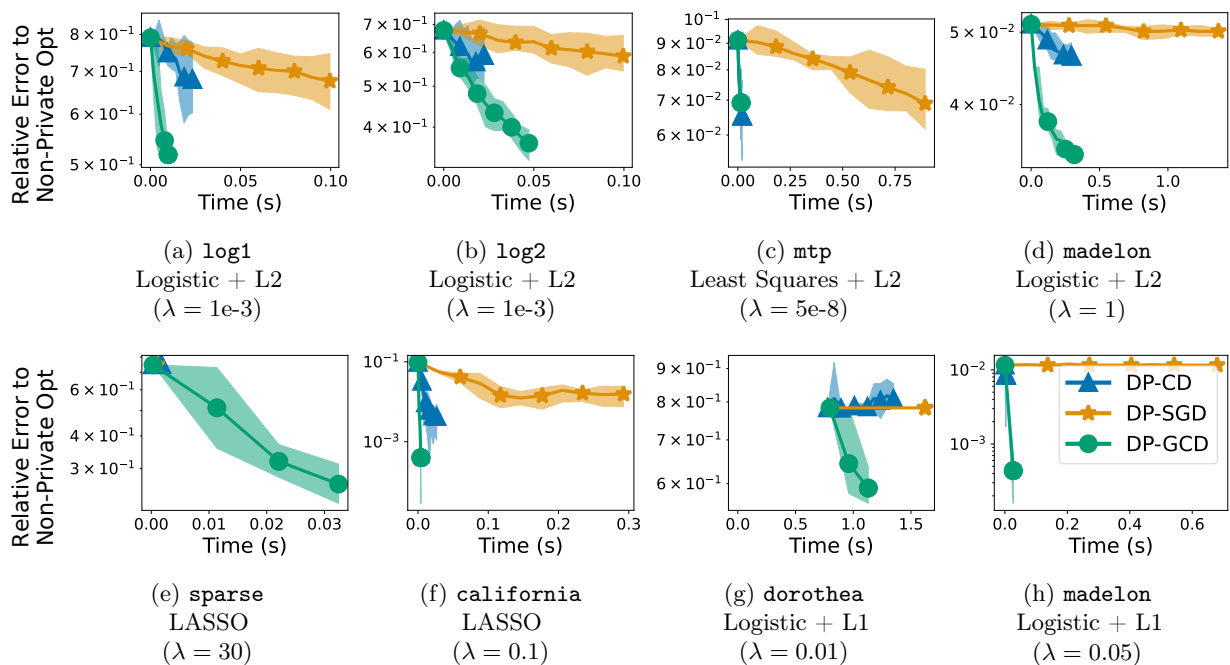 Relative Error to
Non-Private Opt
8 × 10⁻¹
7 × 10⁻¹
6 × 10⁻¹
5 × 10⁻¹
0.00 0.05 0.10
Time (s)
7 × 10⁻¹
6 × 10⁻¹
5 × 10⁻¹
4 × 10⁻¹
0.00 0.05 0.10
Time (s)
10⁻¹
9 × 10⁻²
8 × 10⁻²
7 × 10⁻²
6 × 10⁻²
0.00 0.25 0.50 0.75
Time (s)
5 × 10⁻²
4 × 10⁻²
0.0 0.5 1.0
Time (s)
(a) log1
Logistic + L2
(λ = 1e-3)
(b) log2
Logistic + L2
(λ = 1e-3)
(c) mtp
Least Squares + L2
(λ = 5e-8)
(d) madelon
Logistic + L2
(λ = 1)
Relative Error to
Non-Private Opt
6 × 10⁻¹
4 × 10⁻¹
3 × 10⁻¹
0.00 0.01 0.02 0.03
Time (s)
10⁻¹
10⁻³
0.0 0.1 0.2 0.3
Time (s)
9 × 10⁻¹
8 × 10⁻¹
7 × 10⁻¹
6 × 10⁻¹
0.0 0.5 1.0 1.5
Time (s)
10⁻²
10⁻³
0.0 0.2 0.4 0.6
Time (s)
DP-CD
DP-SGD
DP-GCD
(e) sparse
LASSO
(λ = 30)
(f) california
LASSO
(λ = 0.1)
(g) dorothea
Logistic + L1
(λ = 0.01)
(h) madelon
Logistic + L1
(λ = 0.05)